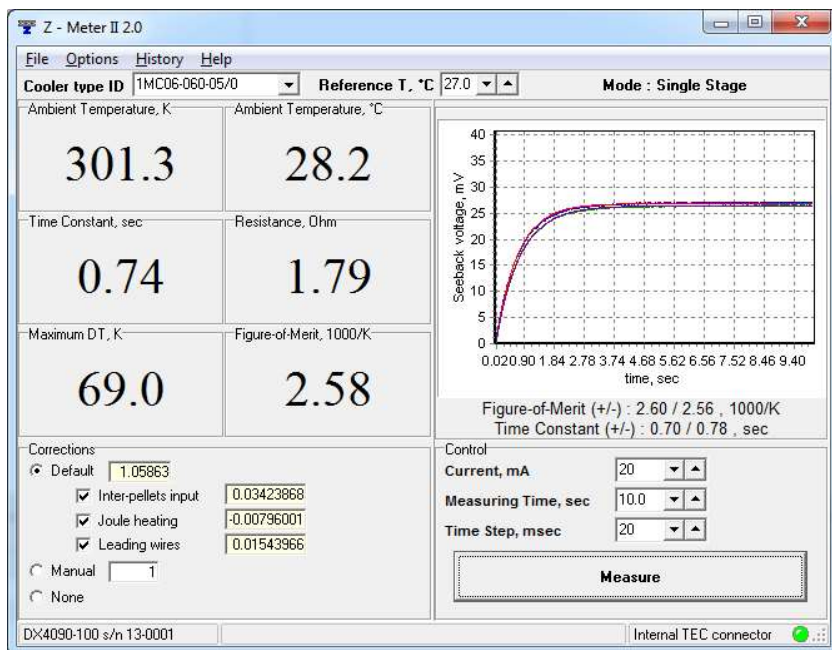 Z - Meter II 2.0
File Options History Help
Cooler type ID 1MC06-060-05/0 Reference T, °C 27.0 Mode : Single Stage
Ambient Temperature, K Ambient Temperature, °C
301.3 28.2
Time Constant, sec Resistance, Ohm
0.74 1.79
Maximum DT, K Figure-of-Merit, 1000/K
69.0 2.58
40
35
30
25
20
15
10
5
0
Seeback voltage, mV
0.02 0.90 1.84 2.78 3.74 4.68 5.62 6.56 7.52 8.46 9.40
time, sec
Figure-of-Merit (+/-) : 2.60 / 2.56 , 1000/K
Time Constant (+/-) : 0.70 / 0.78 , sec
Corrections
Default 1.05863
Inter-pellets input 0.03423868
Joule heating -0.00796001
Leading wires 0.01543966
Manual 1
None
Control
Current, mA 20
Measuring Time, sec 10.0
Time Step, msec 20
Measure
DX4090-100 s/n 13-0001 Internal TEC connector